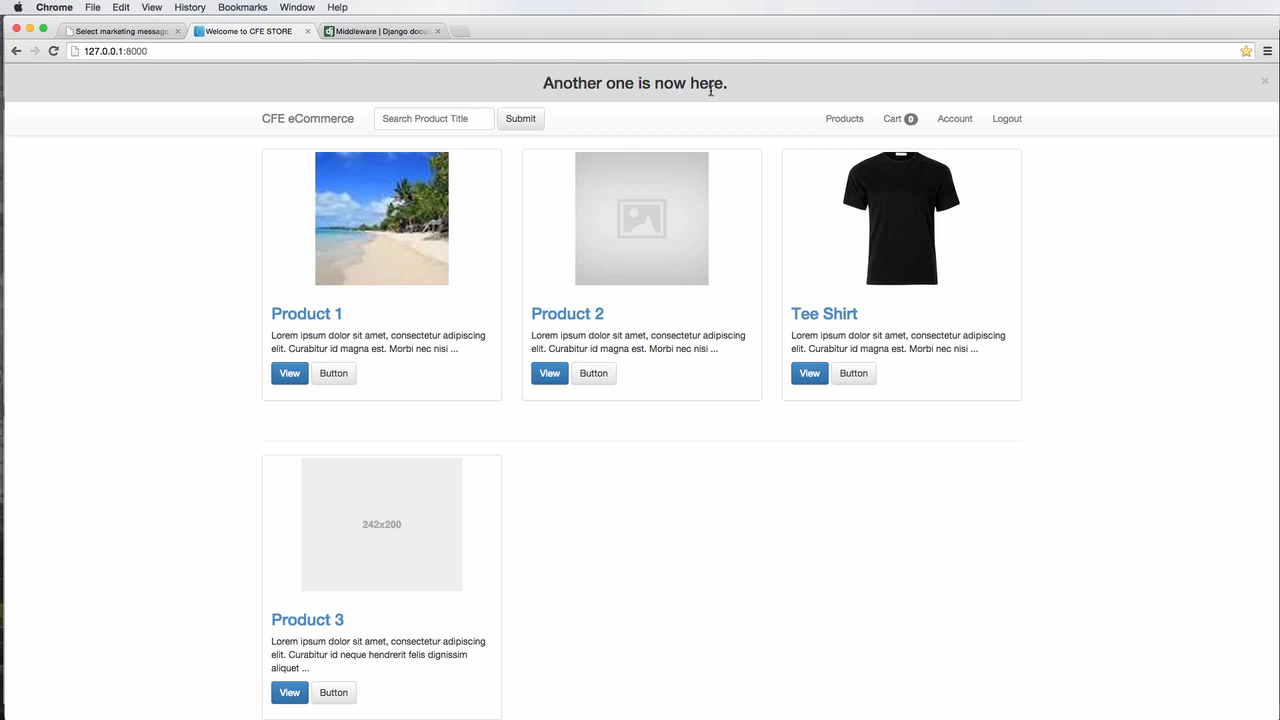 Chrome File Edit View History Bookmarks Window Help
Select marketing message × Welcome to CFE STORE × Middleware | Django docu ×
127.0.0.1:8000
Another one is now here. ×
CFE eCommerce Search Product Title Submit Products Cart 0 Account Logout
Product 1 Product 2 Tee Shirt
Lorem ipsum dolor sit amet, consectetur adipiscing Lorem ipsum dolor sit amet, consectetur adipiscing Lorem ipsum dolor sit amet, consectetur adipiscing
elit. Curabitur id magna est. Morbi nec nisi ... elit. Curabitur id magna est. Morbi nec nisi ... elit. Curabitur id magna est. Morbi nec nisi ...
View Button View Button View Button
242x200
Product 3
Lorem ipsum dolor sit amet, consectetur adipiscing
elit. Curabitur id neque hendrerit felis dignissim
aliquet ...
View Button